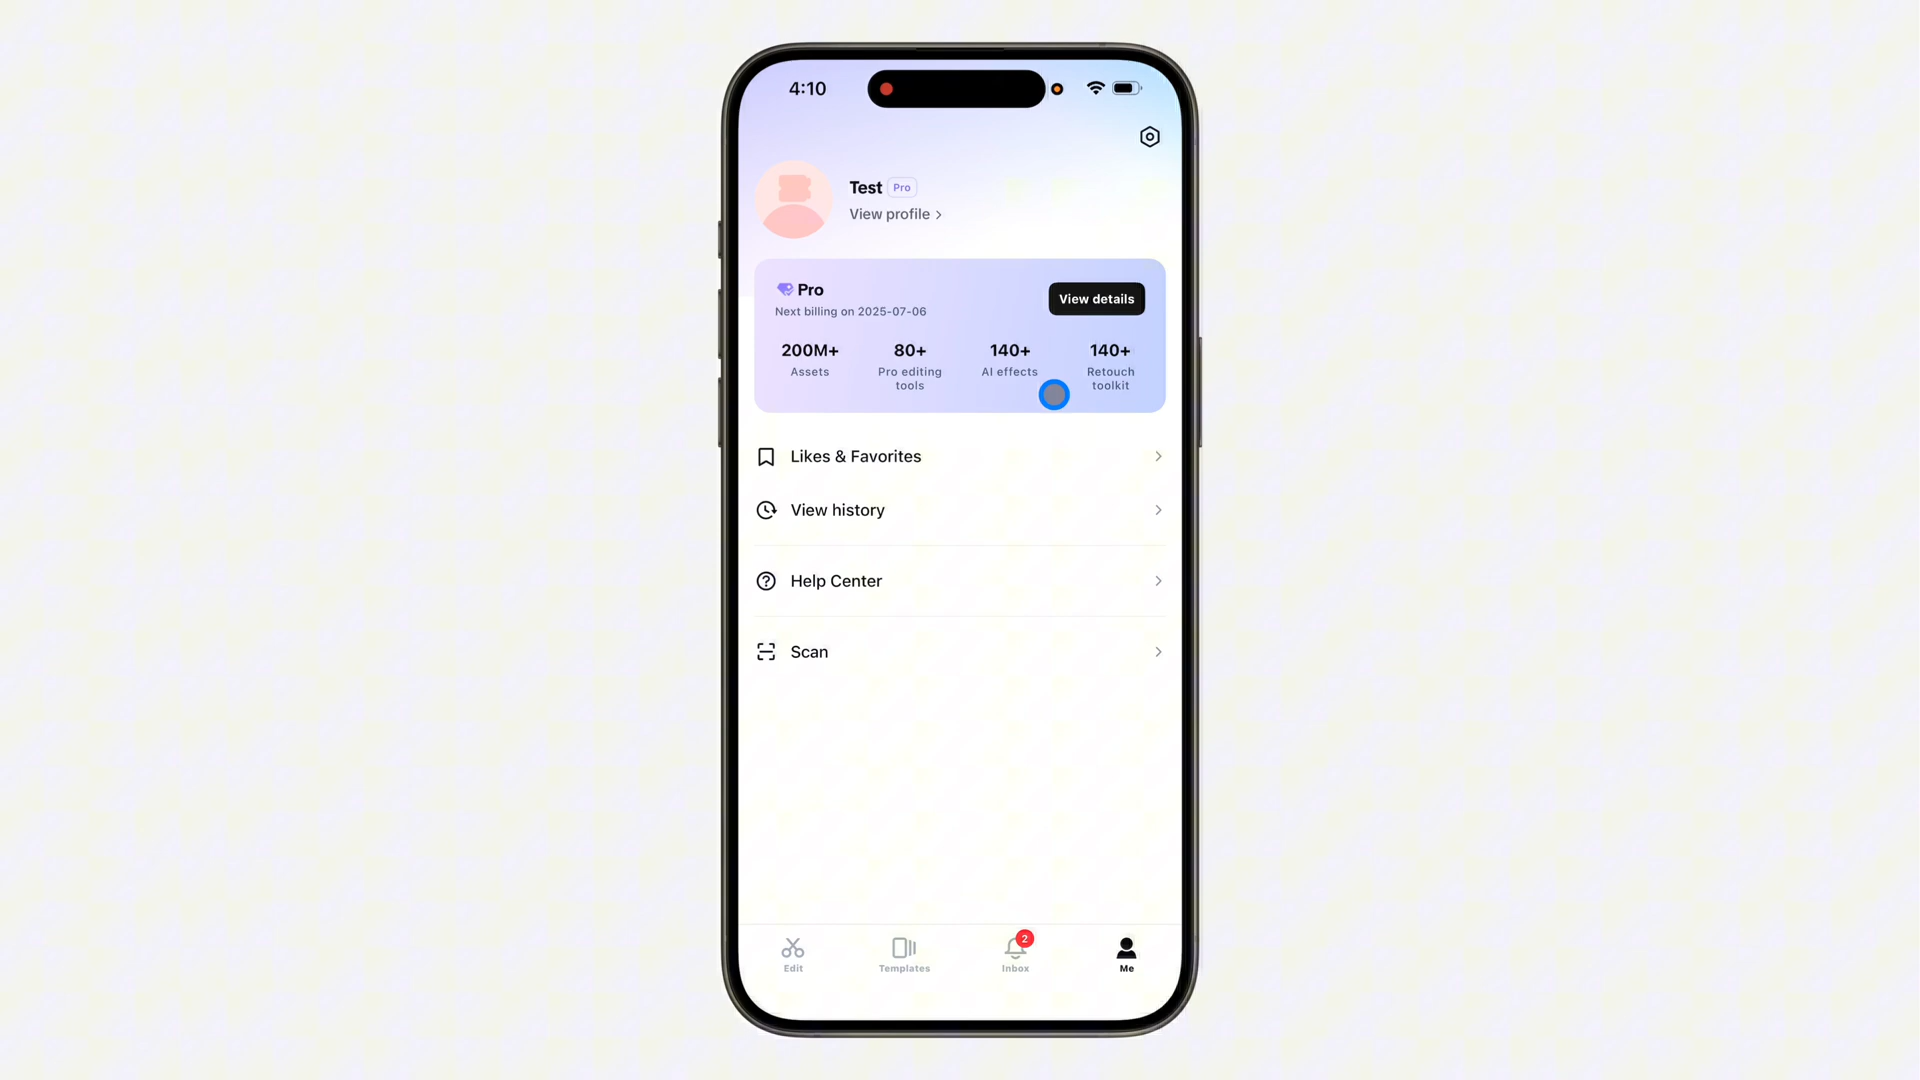 4:10
Test Pro
View profile
Pro
Next billing on 2025-07-06
View details
200M+
Assets
80+
Pro editing
tools
140+
AI effects
140+
Retouch
toolkit
Likes & Favorites
View history
Help Center
Scan
Edit
Templates
2
Inbox
Me